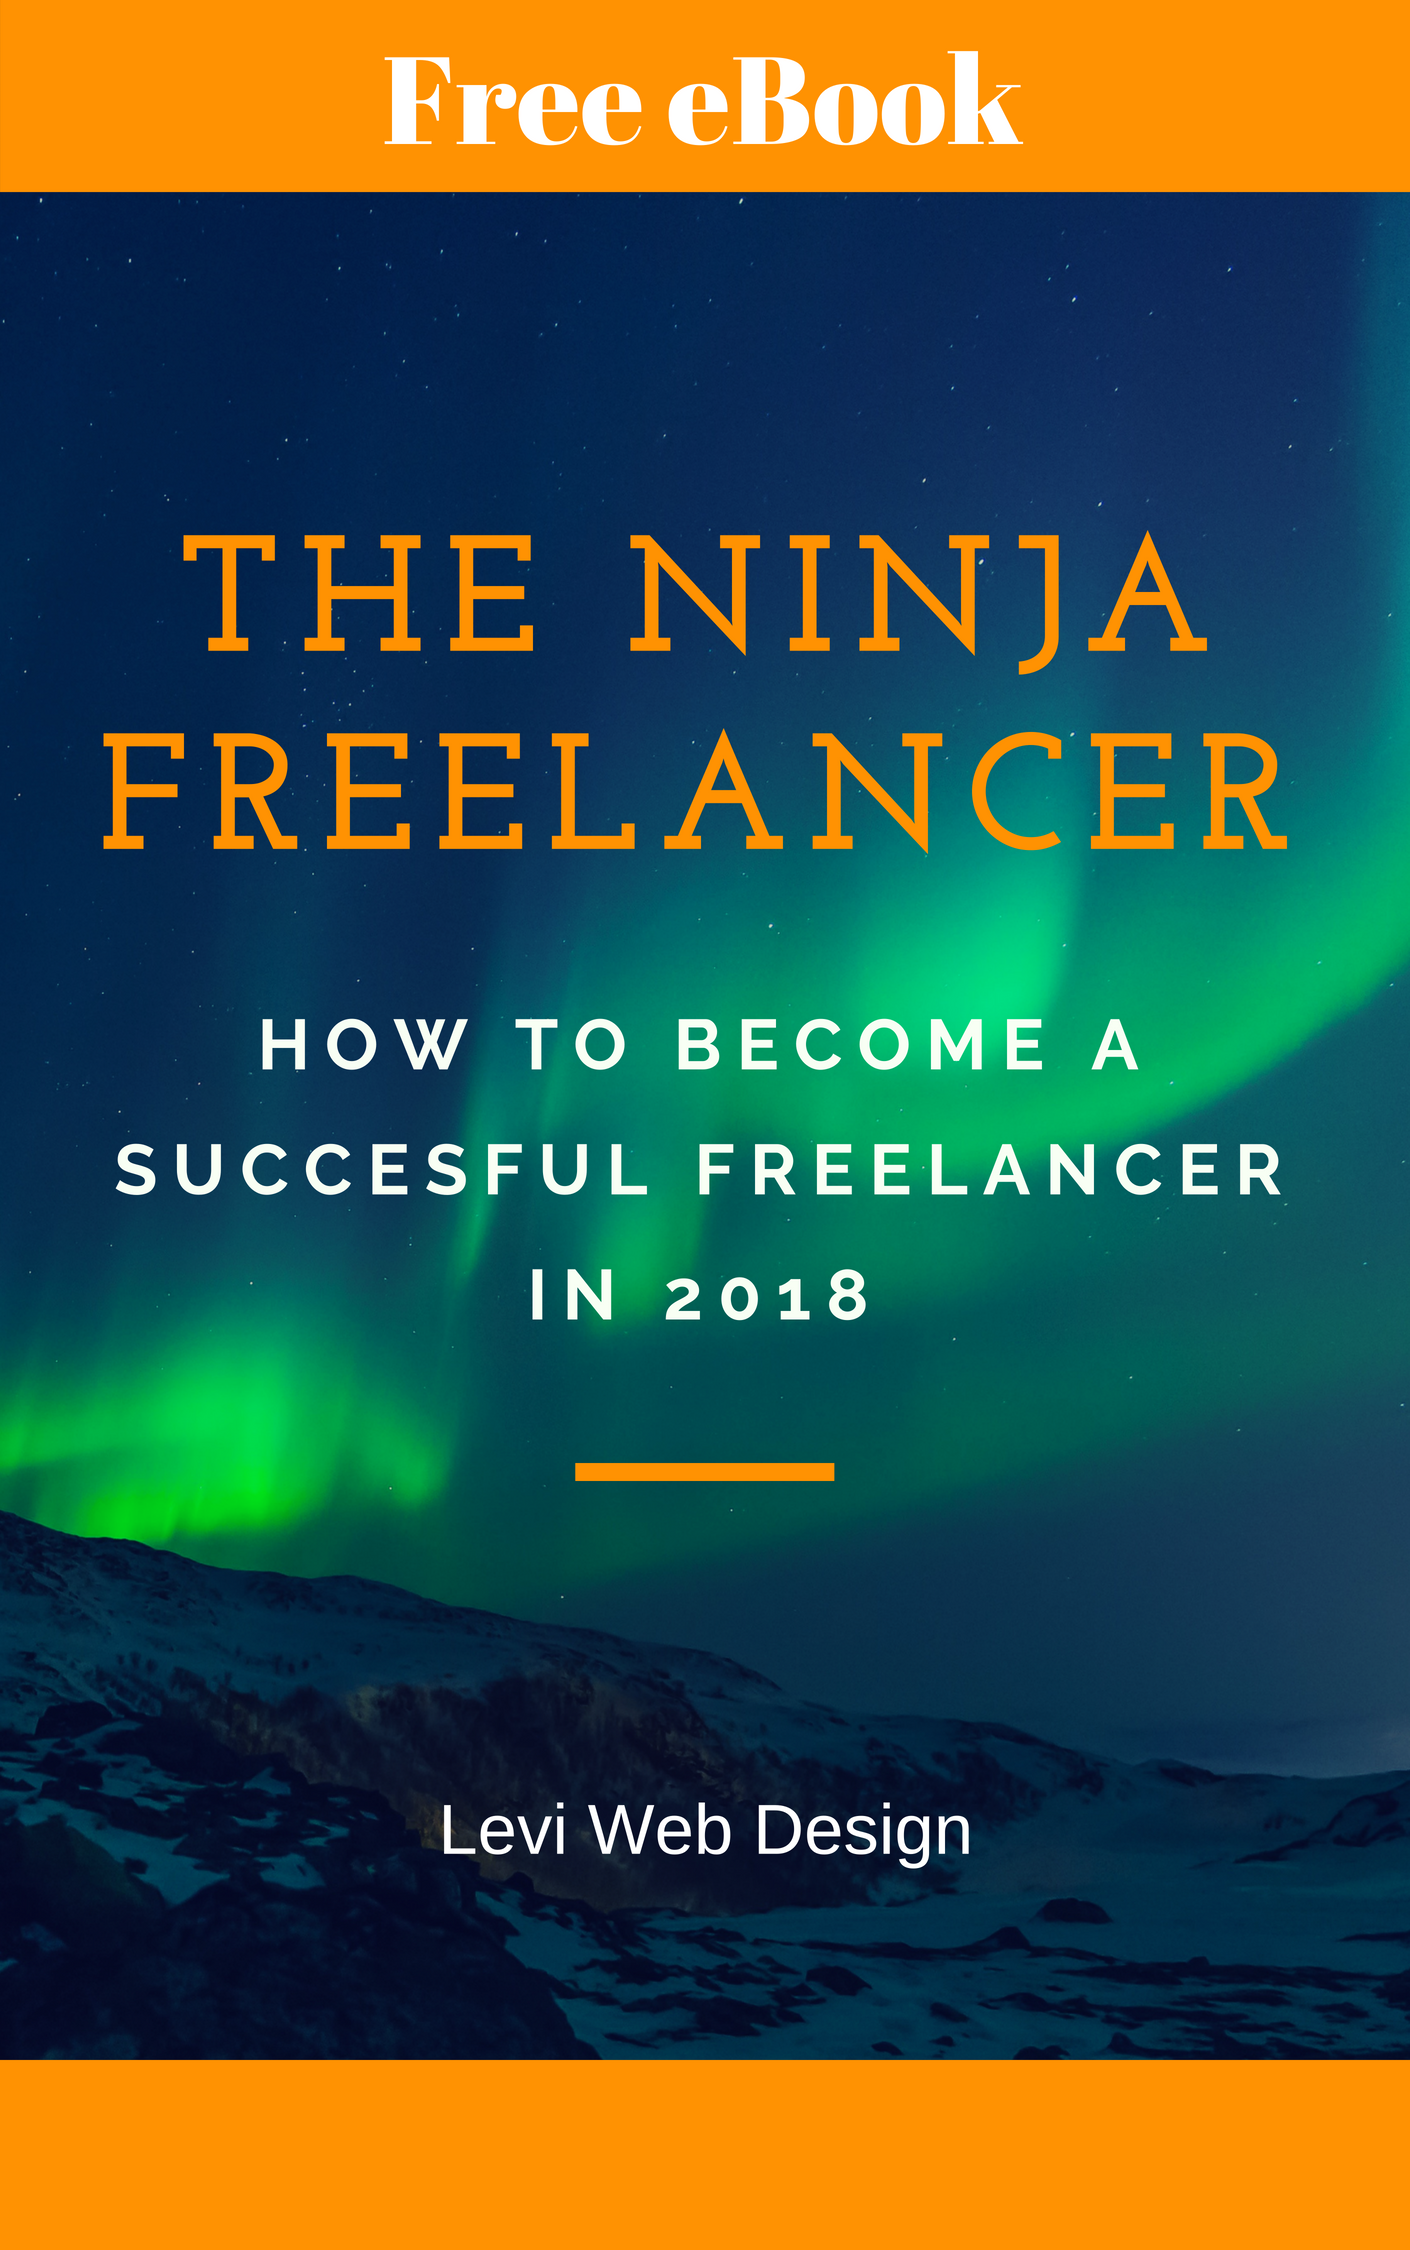 Free eBook
THE NINJA
FREELANCER
HOW TO BECOME A
SUCCESFUL FREELANCER
IN 2018
Levi Web Design